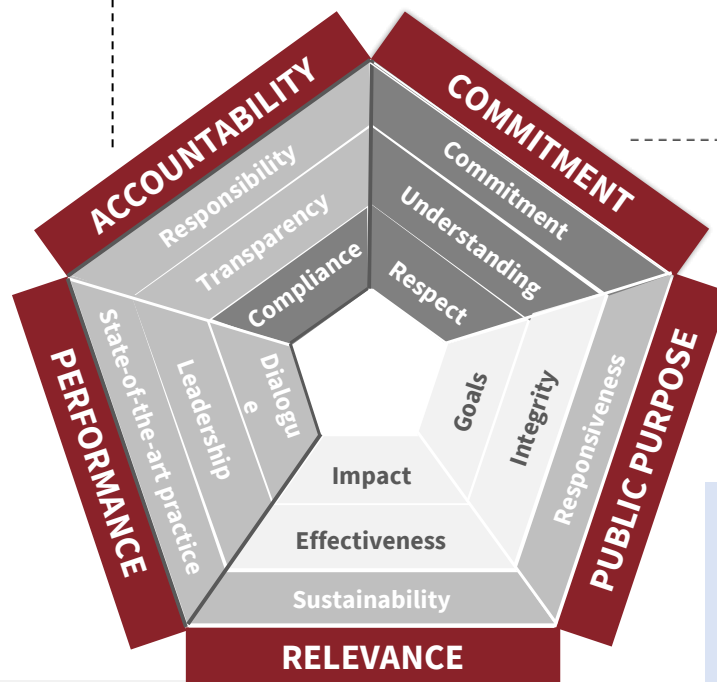 ACCOUNTABILITY
Responsibility
Transparency
Compliance
COMMITMENT
Commitment
Understanding
Respect
PUBLIC PURPOSE
Responsiveness
Integrity
Goals
RELEVANCE
Impact
Effectiveness
Sustainability
PERFORMANCE
State-of-the-art practice
Leadership
Dialogu
e